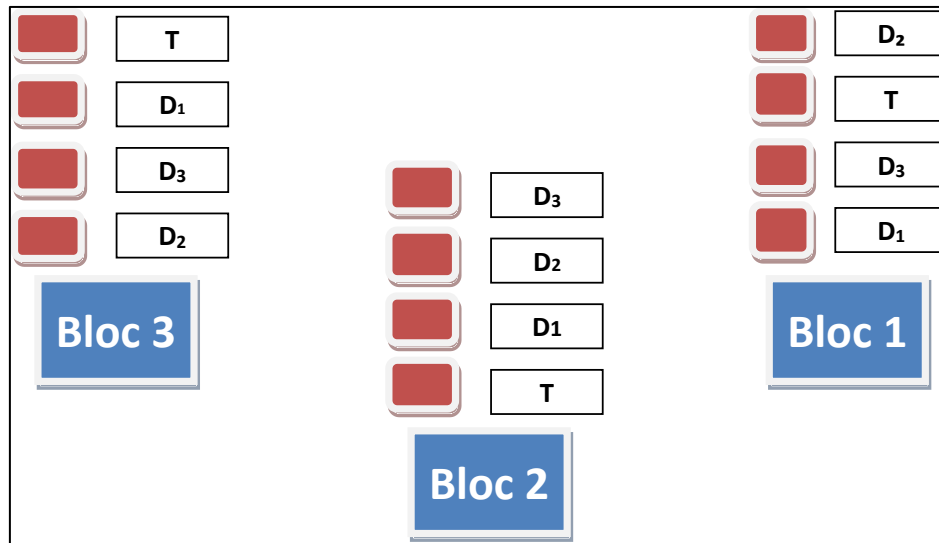 T
D₁
D₃
D₂
Bloc 3
D₃
D₂
D1
T
Bloc 2
D₂
T
D₃
D₁
Bloc 1